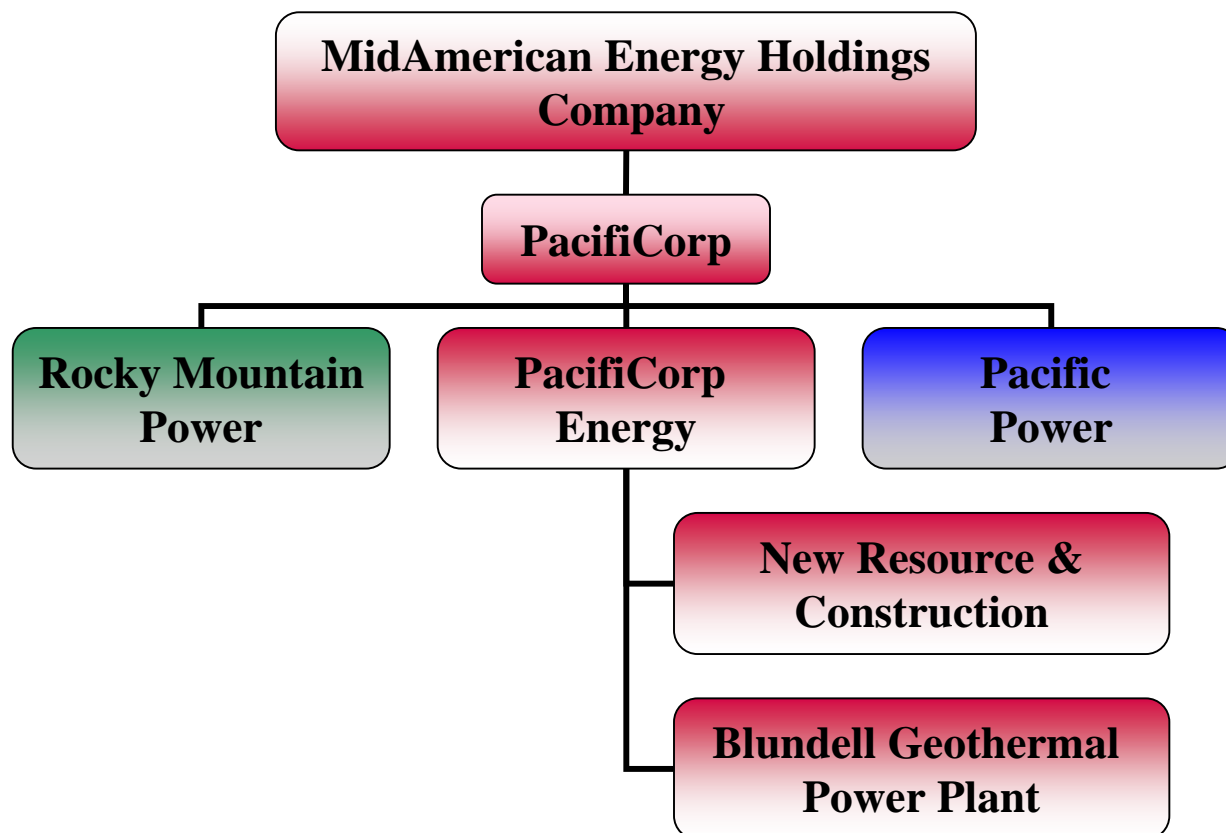 MidAmerican Energy Holdings
Company
PacifiCorp
Rocky Mountain
Power
PacifiCorp
Energy
Pacific
Power
New Resource &
Construction
Blundell Geothermal
Power Plant